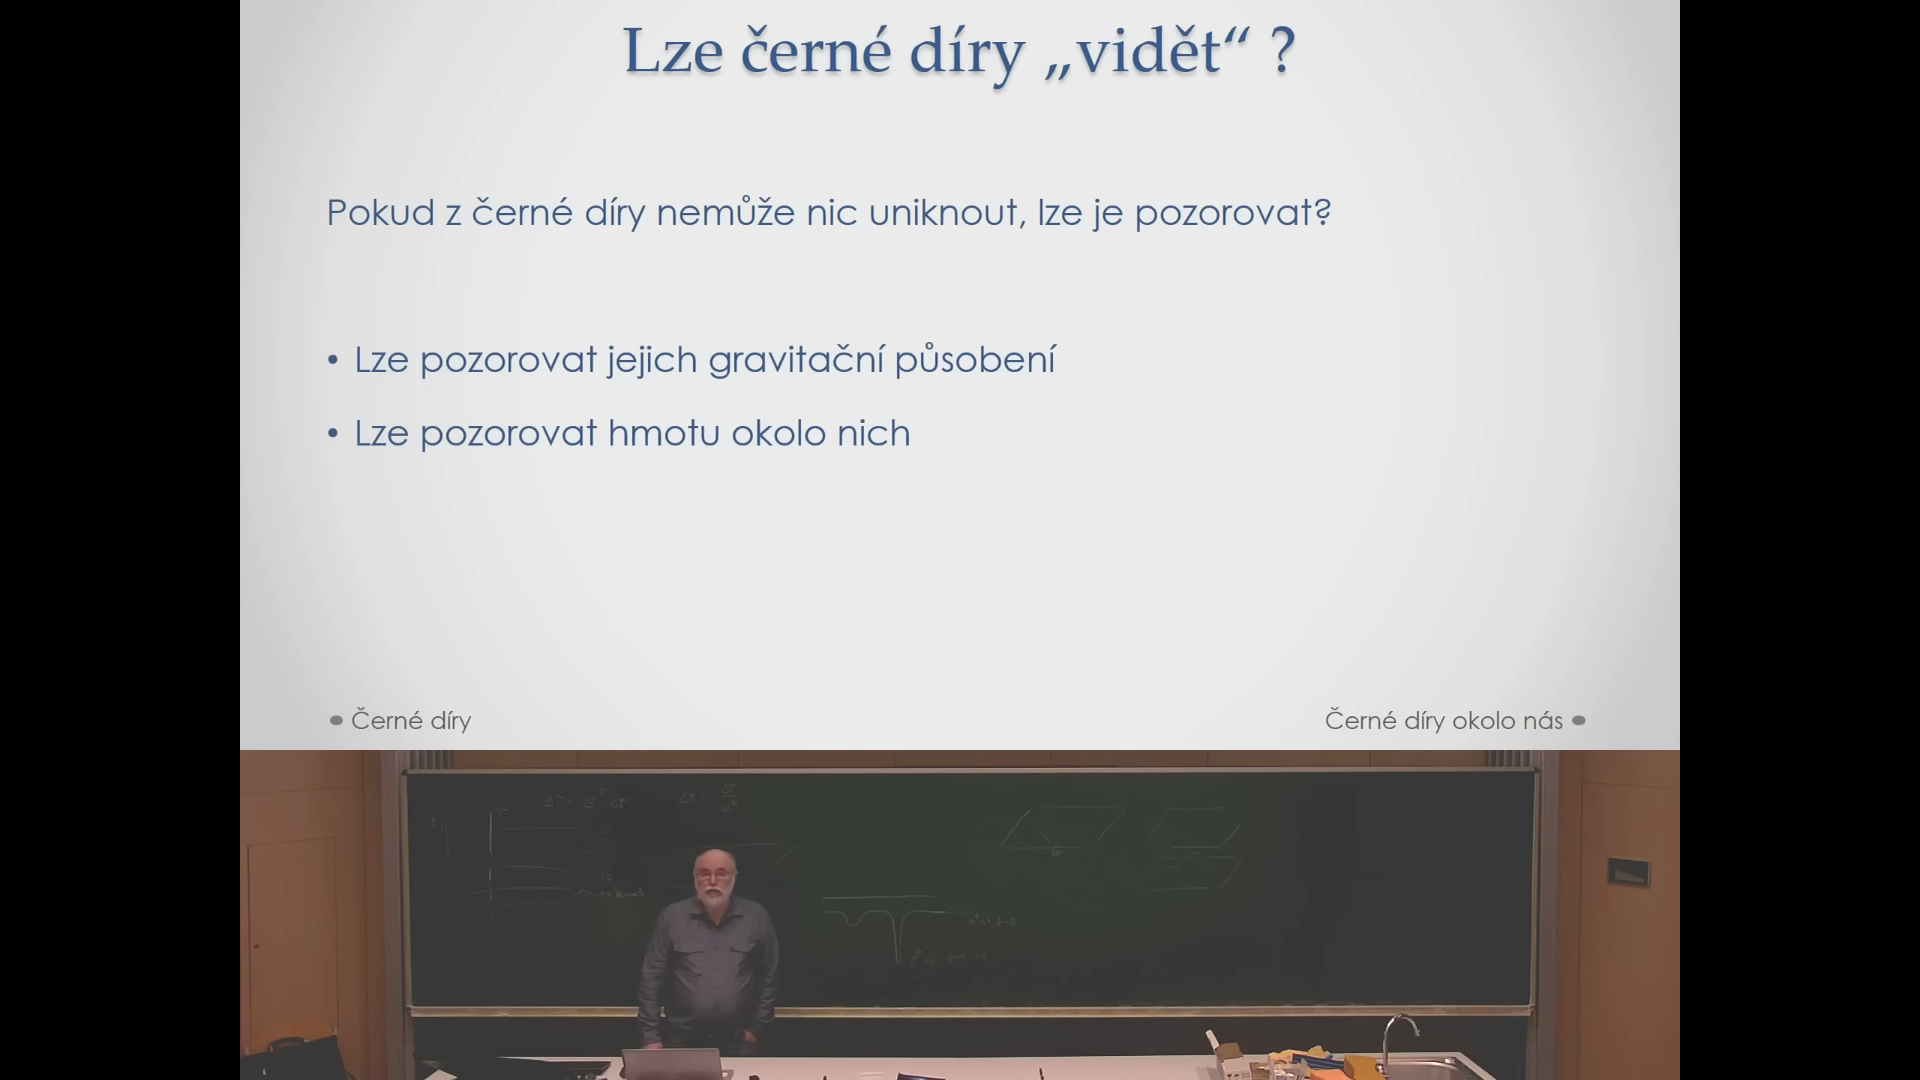 Lze černé díry „vidět“ ?
Pokud z černé díry nemůže nic uniknout, lze je pozorovat?
• Lze pozorovat jejich gravitační působení
• Lze pozorovat hmotu okolo nich
Černé díry
Černé díry okolo nás